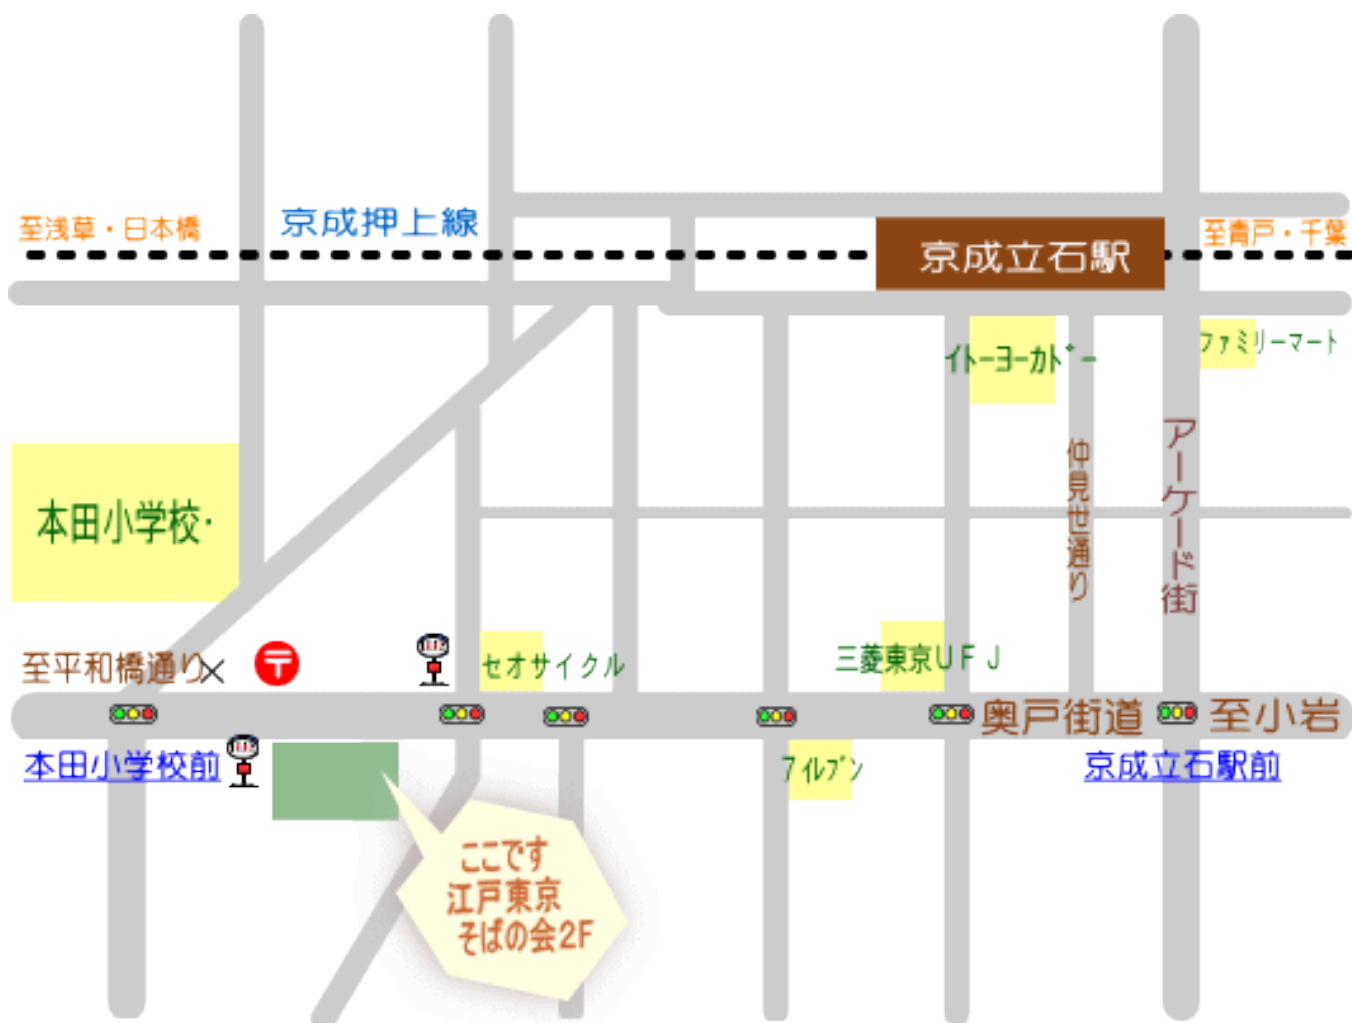 至浅草・日本橋
京成押上線
京成立石駅
至青戸・千葉
イトーヨーカドー
ファミリーマート
仲見世通り
アーケード街
本田小学校・
至平和橋通り
〒
セオサイクル
三菱東京UFJ
奥戸街道
至小岩
本田小学校前
7イレブン
京成立石駅前
ここです
江戸東京
そばの会2F